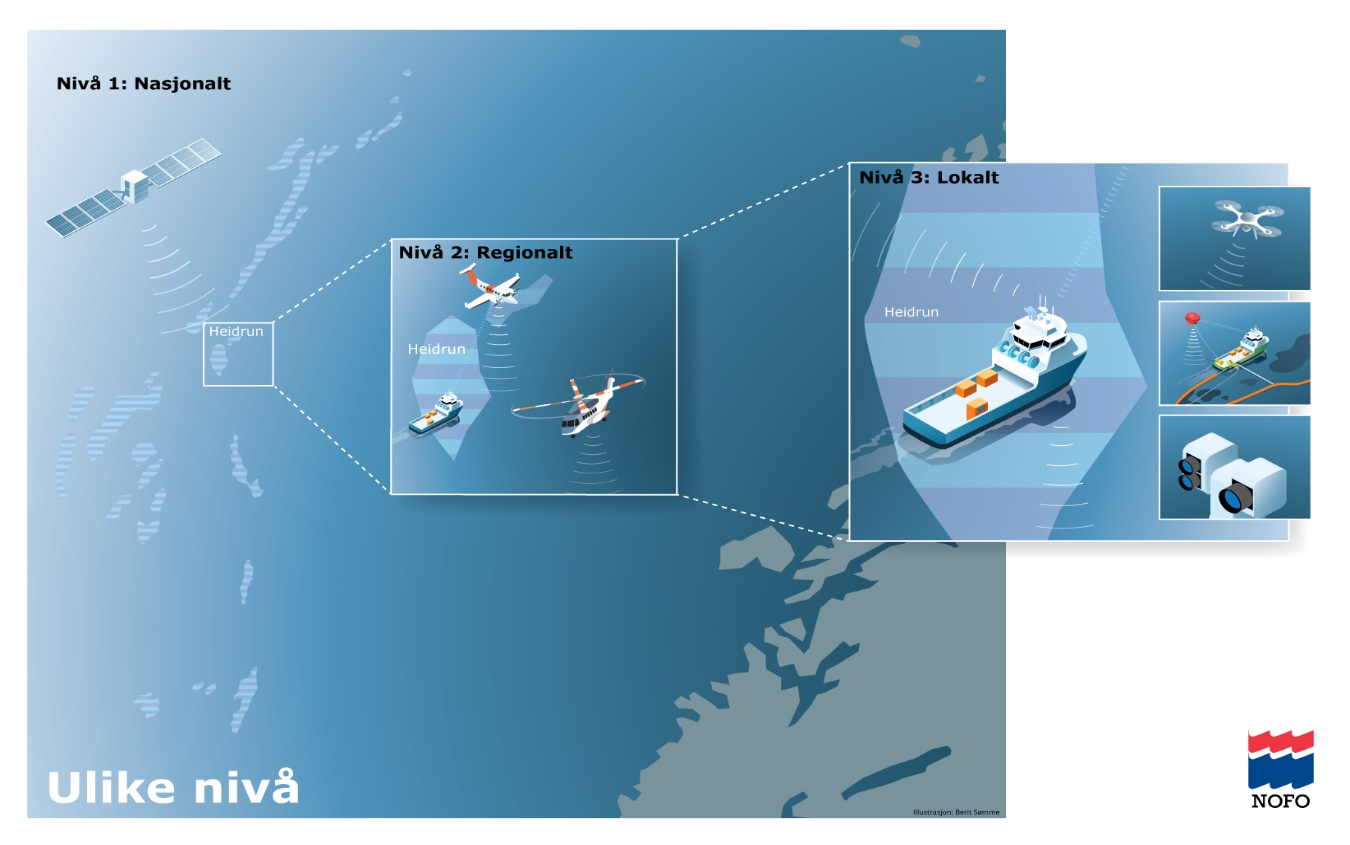 Nivå 1: Nasjonalt
Heidrun
Nivå 2: Regionalt
Heidrun
Nivå 3: Lokalt
Heidrun
Ulike nivå
Illustrasjon: Berit Sømme
NOFO